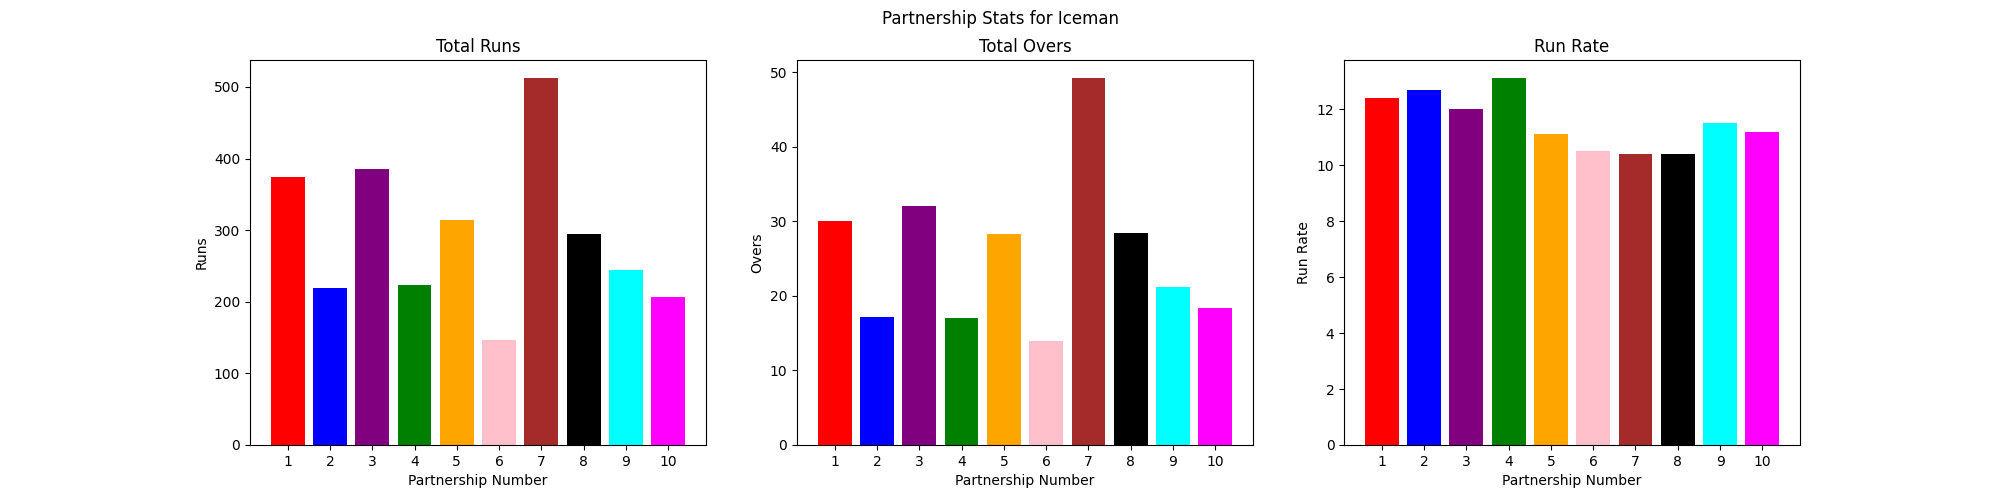 Partnership Stats for Iceman
Total Runs
Runs
500
400
300
200
100
0
1 2 3 4 5 6 7 8 9 10
Partnership Number
Total Overs
Overs
50
40
30
20
10
0
1 2 3 4 5 6 7 8 9 10
Partnership Number
Run Rate
Run Rate
12
10
8
6
4
2
0
1 2 3 4 5 6 7 8 9 10
Partnership Number